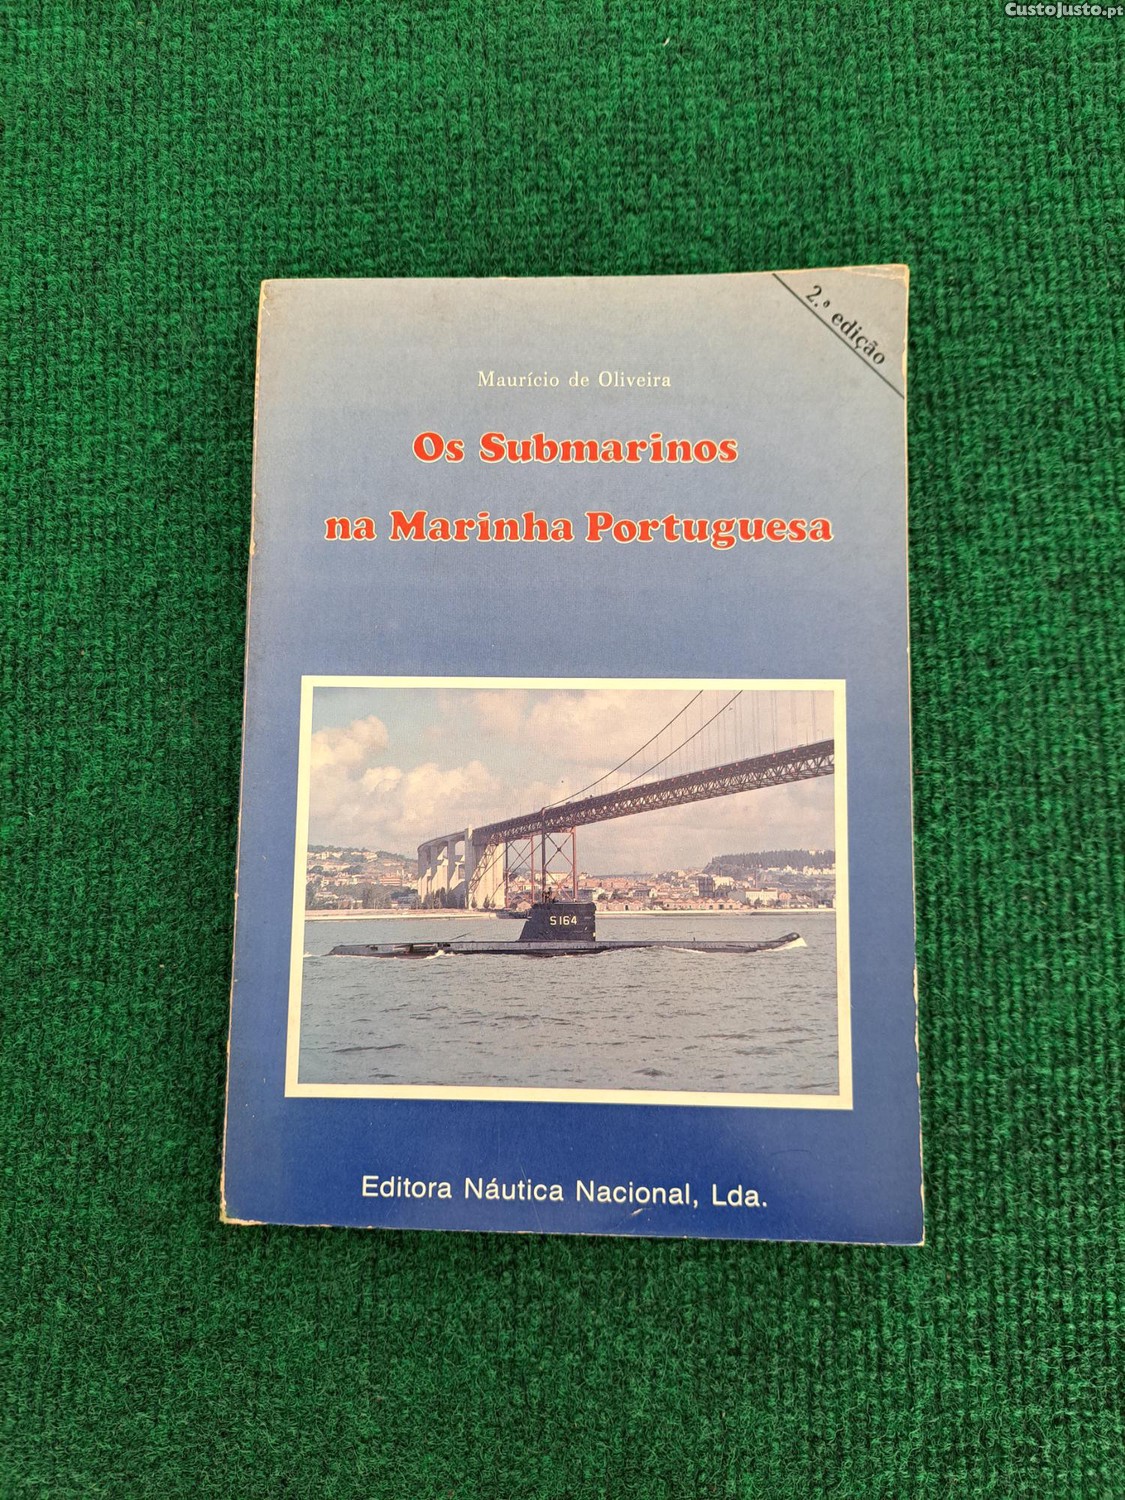 CustoJusto.pt
2.ª edição
Maurício de Oliveira
Os Submarinos
na Marinha Portuguesa
S164
Editora Náutica Nacional, Lda.